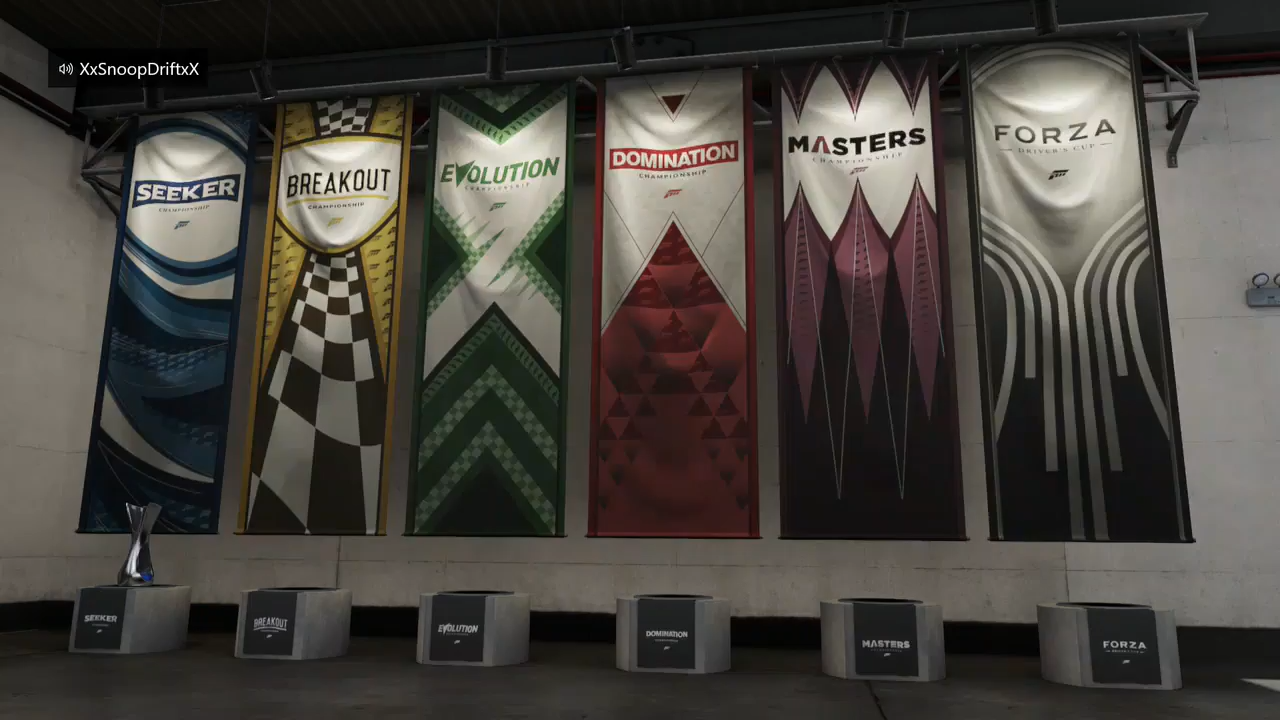 XxSnoopDriftxX
SEEKER
CHAMPIONSHIP
BREAKOUT
CHAMPIONSHIP
EVOLUTION
CHAMPIONSHIP
DOMINATION
CHAMPIONSHIP
MASTERS
CHAMPIONSHIP
FORZA
DRIVER'S CUP
SEEKER
BREAKOUT
EVOLUTION
DOMINATION
MASTERS
FORZA